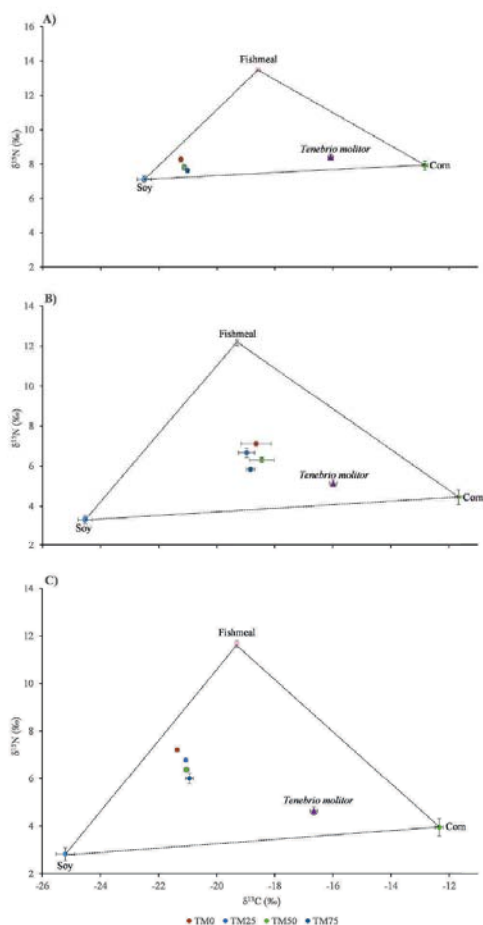 A)
16
14
12
10
8
6
4
2
δ¹⁵N (‰)
Fishmeal
Tenebrio molitor
Corn
Soy
B)
14
12
10
8
6
4
2
δ¹⁵N (‰)
Fishmeal
Tenebrio molitor
Corn
Soy
C)
14
12
10
8
6
4
2
δ¹⁵N (‰)
Fishmeal
Tenebrio molitor
Corn
Soy
-26 -24 -22 -20 -18 -16 -14 -12
δ¹³C (‰)
TM0 TM25 TM50 TM75